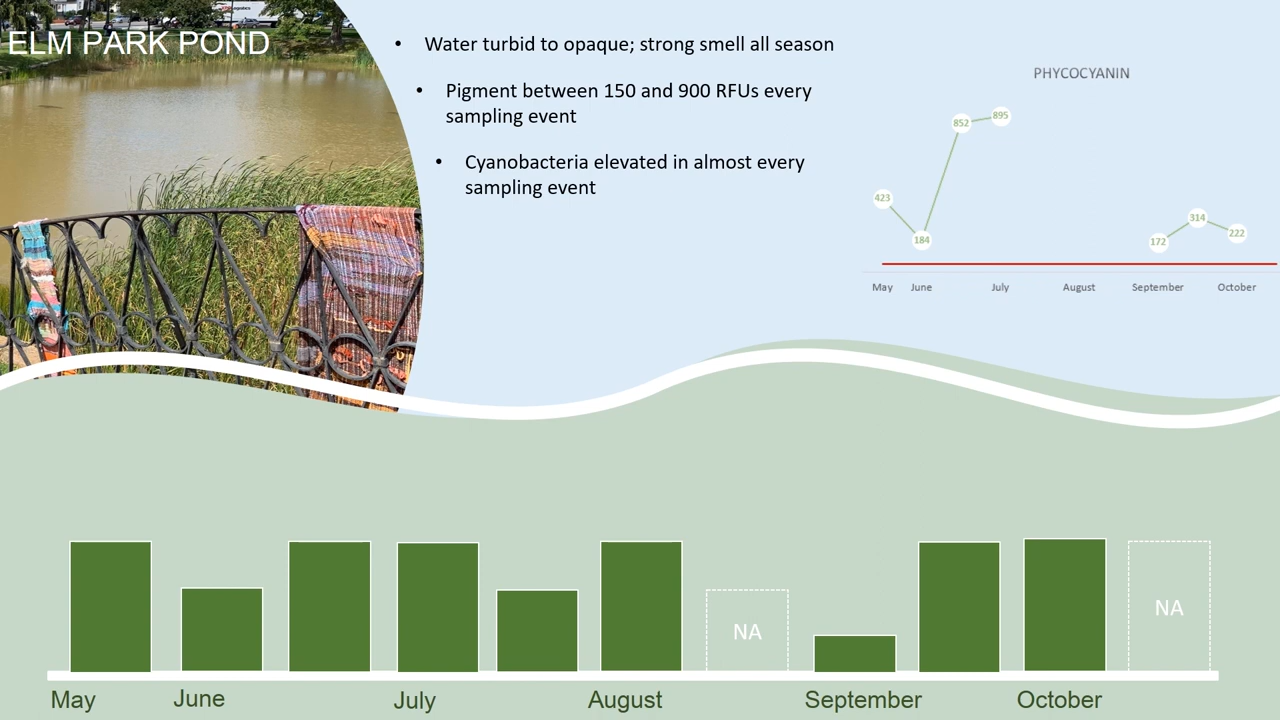 ELM PARK POND
• Water turbid to opaque; strong smell all season
• Pigment between 150 and 900 RFUs every
sampling event
• Cyanobacteria elevated in almost every
sampling event
PHYCOCYANIN
423
184
852
895
172
314
222
May June July August September October
NA
NA
May June July August September October